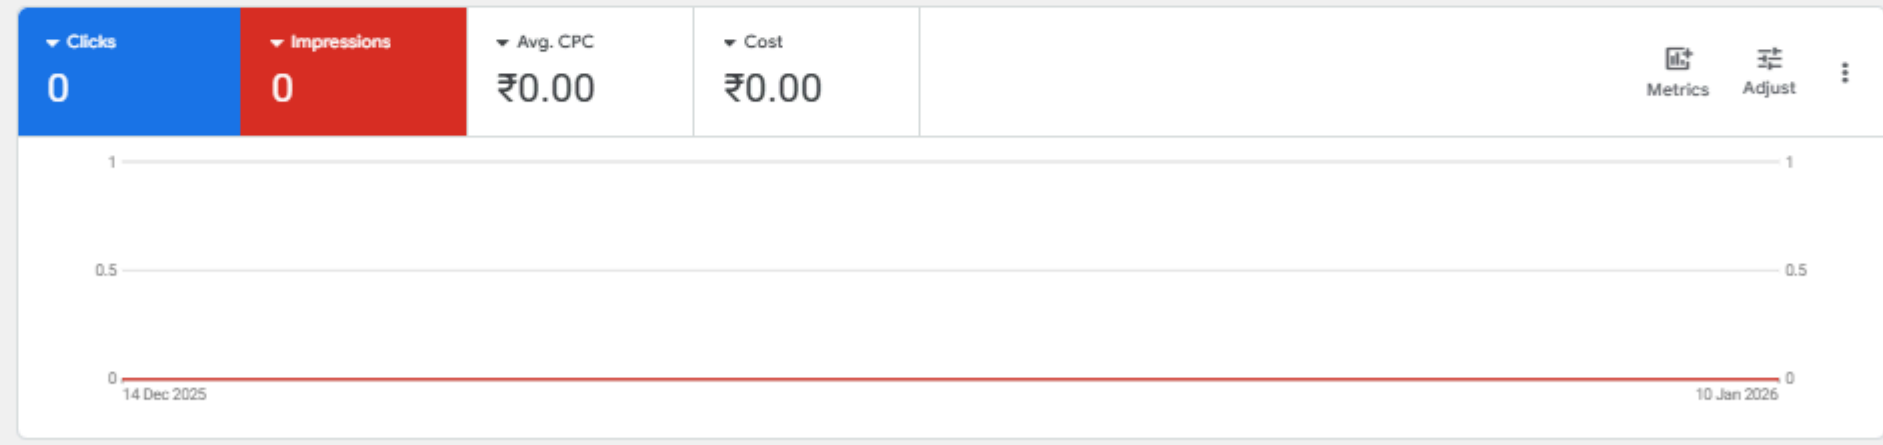 Clicks
0
Impressions
0
Avg. CPC
₹0.00
Cost
₹0.00
Metrics
Adjust
1
1
0.5
0.5
0
0
14 Dec 2025
10 Jan 2026